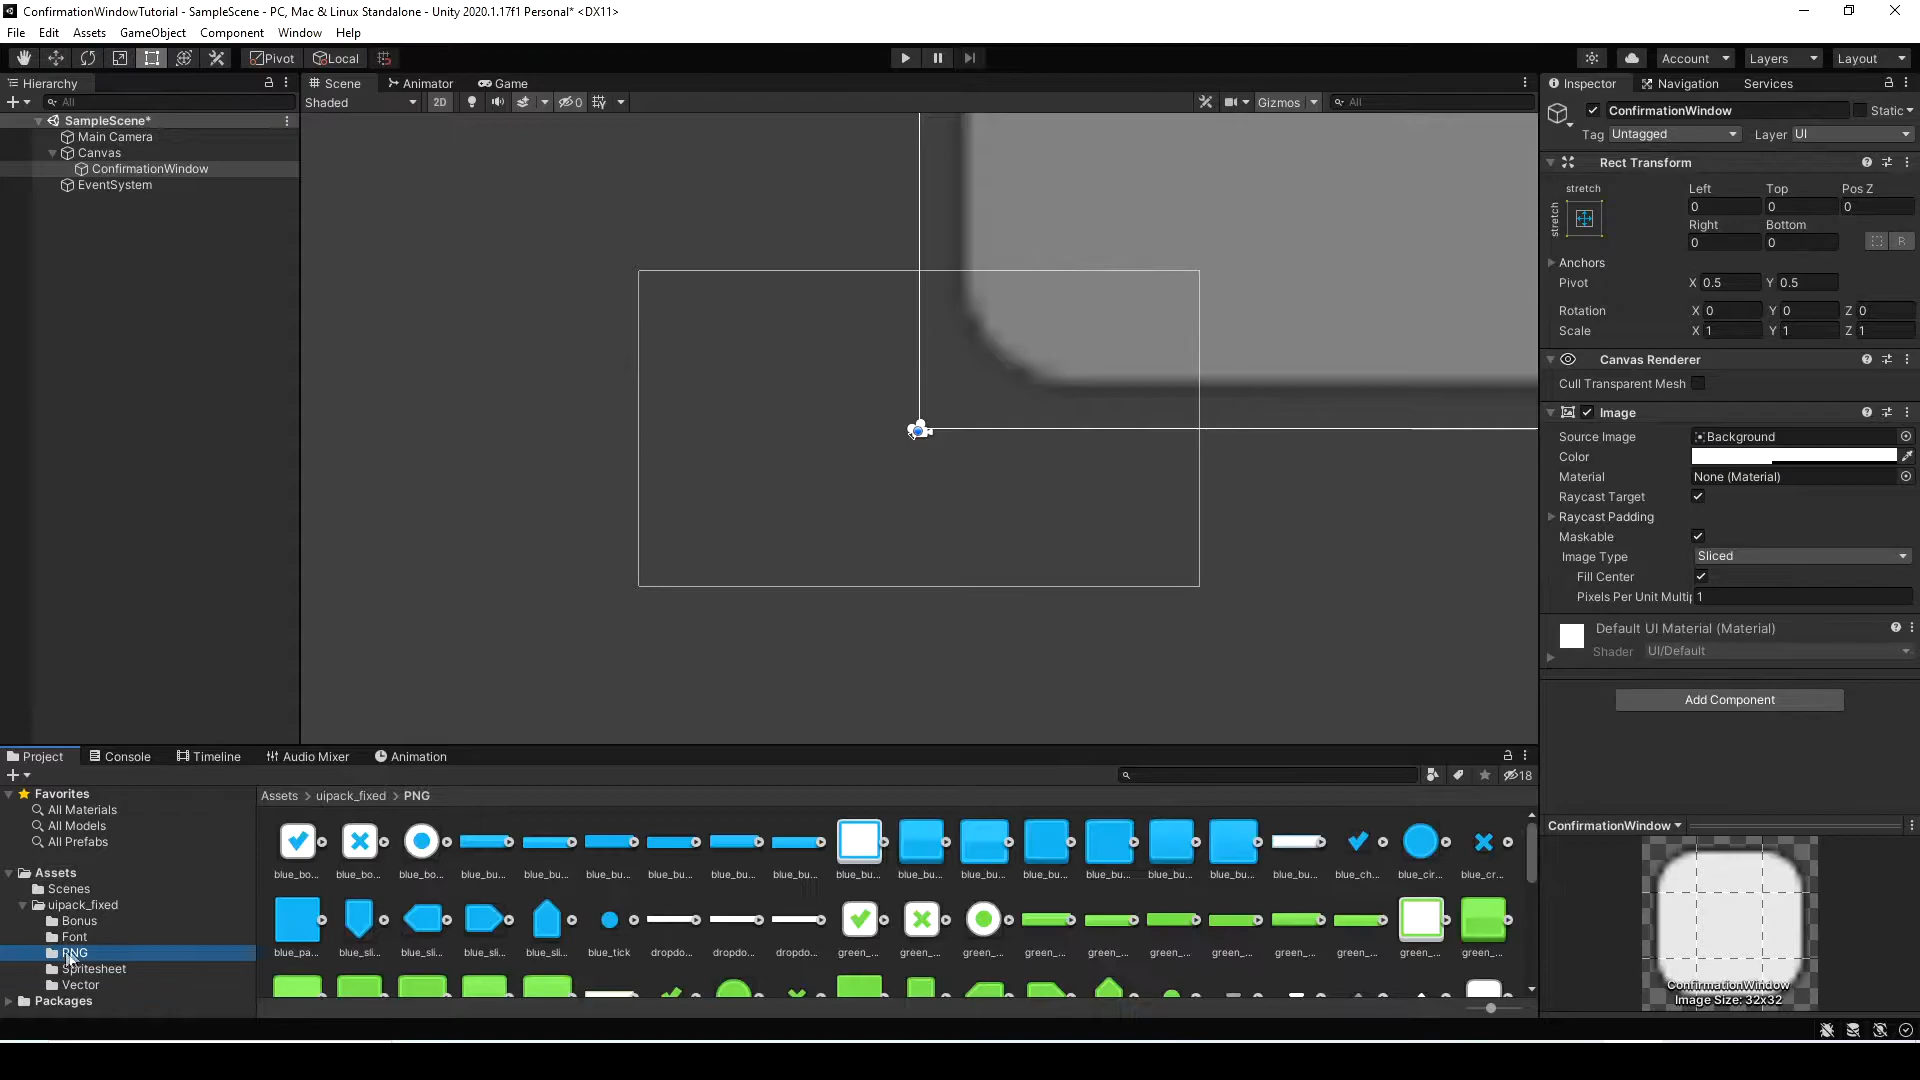 ConfirmationWindowTutorial - SampleScene - PC, Mac & Linux Standalone - Unity 2020.1.17f1 Personal* <DX11>
File Edit Assets GameObject Component Window Help
Pivot Local Account Layers Layout
Hierarchy
All
SampleScene*
Main Camera
Canvas
ConfirmationWindow
EventSystem
Scene Animator Game
Shaded 2D 0 Gizmos All
Inspector Navigation Services
ConfirmationWindow Static
Tag Untagged Layer UI
Rect Transform
stretch Left Top Pos Z
stretch 0 0 0
Right Bottom
0 0 R
Anchors
Pivot X 0.5 Y 0.5
Rotation X 0 Y 0 Z 0
Scale X 1 Y 1 Z 1
Canvas Renderer
Cull Transparent Mesh
Image
Source Image Background
Color
Material None (Material)
Raycast Target
Raycast Padding
Maskable
Image Type Sliced
Fill Center
Pixels Per Unit Multip 1
Default UI Material (Material)
Shader UI/Default
Add Component
ConfirmationWindow
ConfirmationWindow
Image Size: 32x32
Project Console Timeline Audio Mixer Animation
18
Favorites
All Materials
All Models
All Prefabs
Assets
Scenes
uipack_fixed
Bonus
Font
PNG
Spritesheet
Vector
Packages
Assets > uipack_fixed > PNG
blue_bo... blue_bo... blue_bo... blue_bu... blue_bu... blue_bu... blue_bu... blue_bu... blue_bu... blue_bu... blue_bu... blue_bu... blue_bu... blue_bu... blue_bu... blue_bu... blue_bu... blue_ch... blue_cir... blue_cr...
blue_pa... blue_sli... blue_sli... blue_sli... blue_sli... blue_tick dropdo... dropdo... dropdo... green_... green_... green_... green_... green_... green_... green_... green_... green_... green_... green_...